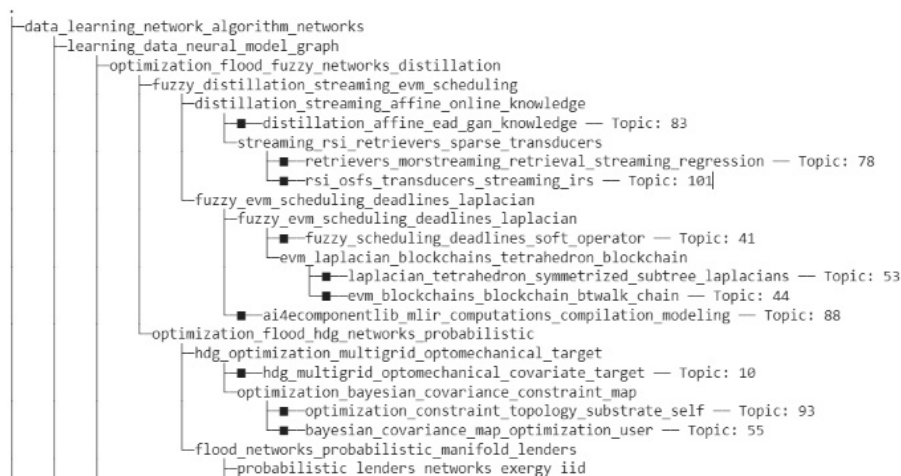 .
├─data_learning_network_algorithm_networks
│    ├─learning_data_neural_model_graph
│    │    ├─optimization_flood_fuzzy_networks_distillation
│    │    │    ├─fuzzy_distillation_streaming_evm_scheduling
│    │    │    │    ├─distillation_streaming_affine_online_knowledge
│    │    │    │    │    ├─■──distillation_affine_ead_gan_knowledge ── Topic: 83
│    │    │    │    │    └─streaming_rsi_retrievers_sparse_transducers
│    │    │    │    │         ├─■──retrievers_morstreaming_retrieval_streaming_regression ── Topic: 78
│    │    │    │    │         └─■──rsi_osfs_transducers_streaming_irs ── Topic: 101
│    │    │    │    └─fuzzy_evm_scheduling_deadlines_laplacian
│    │    │    │         ├─fuzzy_evm_scheduling_deadlines_laplacian
│    │    │    │         │    ├─■──fuzzy_scheduling_deadlines_soft_operator ── Topic: 41
│    │    │    │         │    └─evm_laplacian_blockchains_tetrahedron_blockchain
│    │    │    │         │         ├─■──laplacian_tetrahedron_symmetrized_subtree_laplacians ── Topic: 53
│    │    │    │         │         └─■──evm_blockchains_blockchain_btwalk_chain ── Topic: 44
│    │    │    │         └─■──ai4ecomponentlib_mlir_computations_compilation_modeling ── Topic: 88
│    │    │    └─optimization_flood_hdg_networks_probabilistic
│    │    │         ├─hdg_optimization_multigrid_optomechanical_target
│    │    │         │    ├─■──hdg_multigrid_optomechanical_covariate_target ── Topic: 10
│    │    │         │    └─optimization_bayesian_covariance_constraint_map
│    │    │         │         ├─■──optimization_constraint_topology_substrate_self ── Topic: 93
│    │    │         │         └─■──bayesian_covariance_map_optimization_user ── Topic: 55
│    │    │         └─flood_networks_probabilistic_manifold_lenders
│    │    │              ├─probabilistic_lenders_networks_exergy_iid